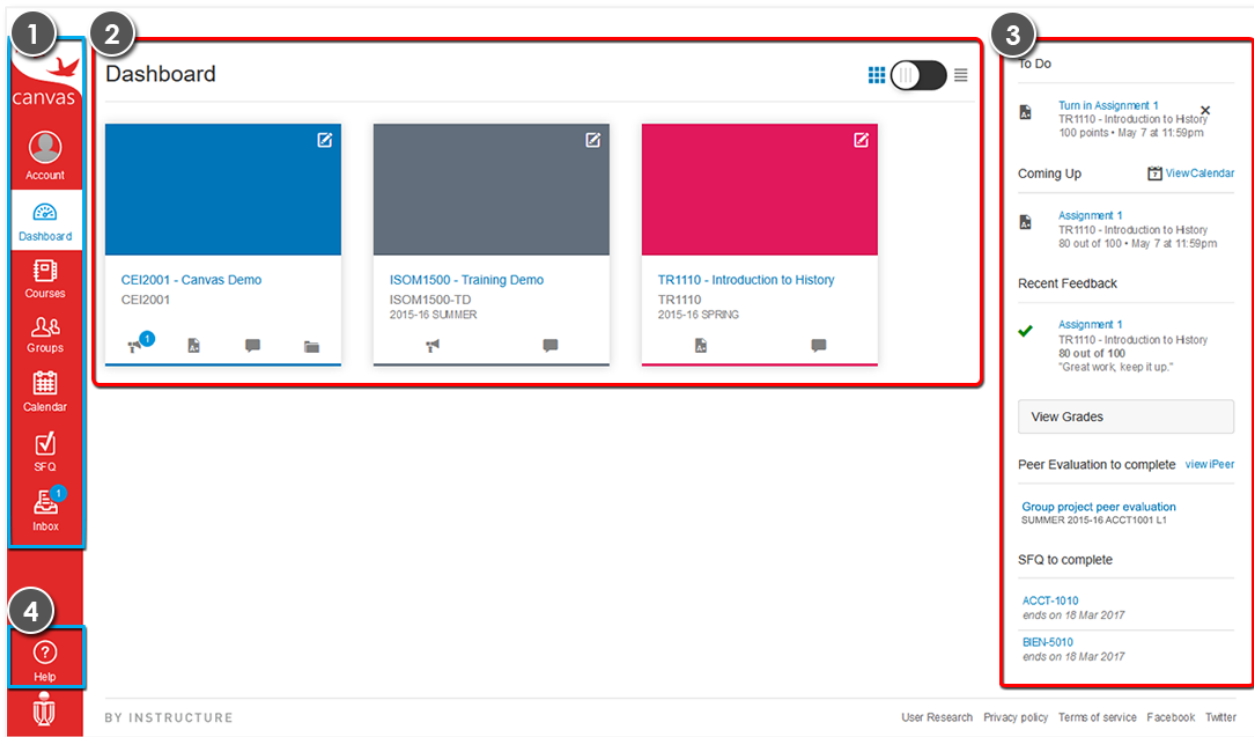 1
canvas
Account
Dashboard
Courses
Groups
Calendar
SFQ
1
Inbox
4
?
Help
2
Dashboard
CEI2001 - Canvas Demo
CEI2001
1
A+
ISOM1500 - Training Demo
ISOM1500-TD
2015-16 SUMMER
TR1110 - Introduction to History
TR1110
2015-16 SPRING
A+
3
To Do
A+
Turn in Assignment 1
TR1110 - Introduction to History
100 points • May 7 at 11:59pm
Coming Up
7 View Calendar
A+
Assignment 1
TR1110 - Introduction to History
80 out of 100 • May 7 at 11:59pm
Recent Feedback
Assignment 1
TR1110 - Introduction to History
80 out of 100
"Great work, keep it up."
View Grades
Peer Evaluation to complete view iPeer
Group project peer evaluation
SUMMER 2015-16 ACCT1001 L1
SFQ to complete
ACCT-1010
ends on 18 Mar 2017
BIEN-5010
ends on 18 Mar 2017
BY INSTRUCTURE
User Research Privacy policy Terms of service Facebook Twitter